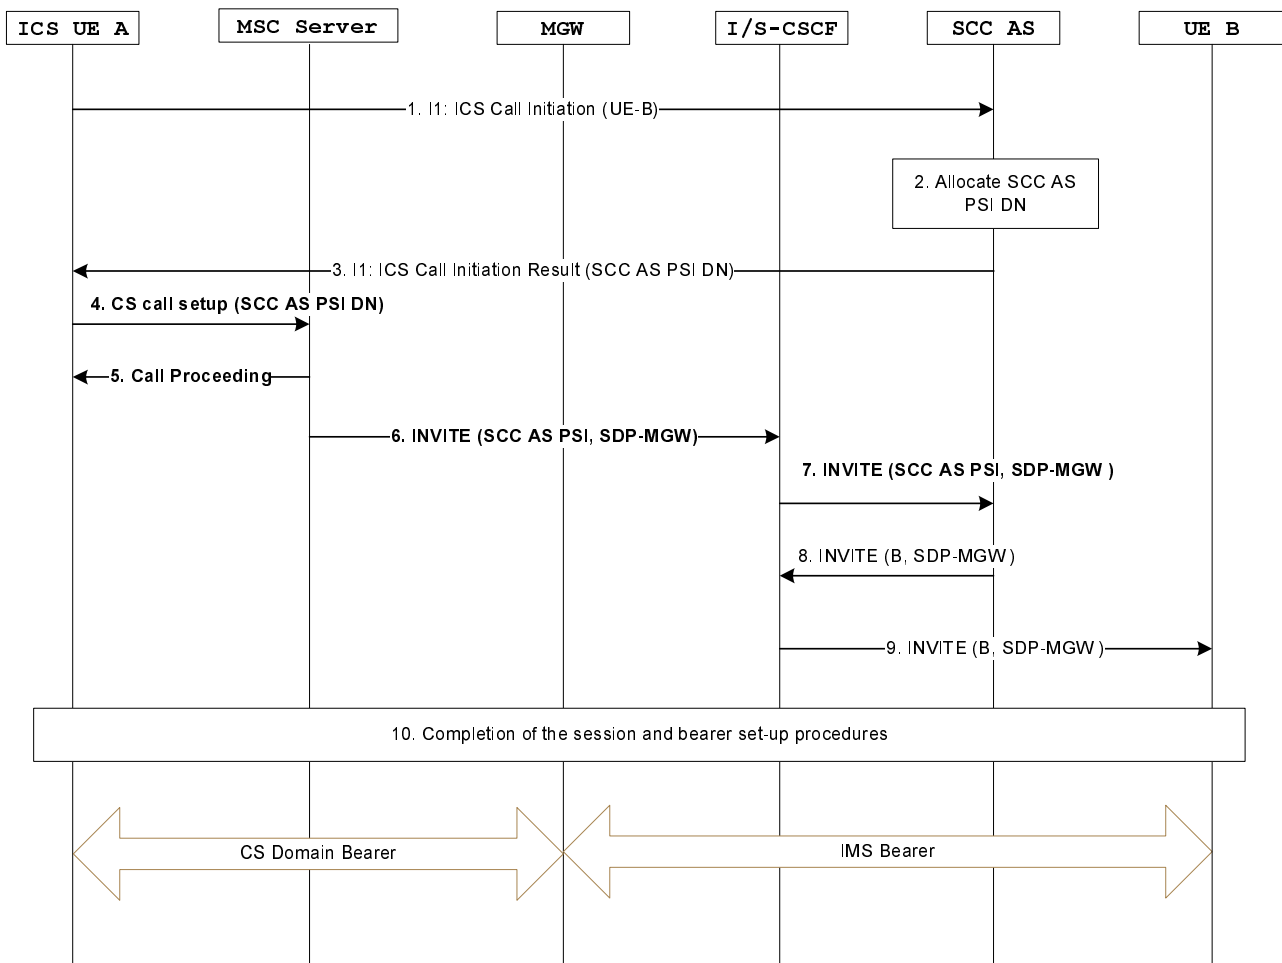 ICS UE A
MSC Server
MGW
I/S-CSCF
SCC AS
UE B
1. I1: ICS Call Initiation (UE-B)
2. Allocate SCC AS
PSI DN
3. I1: ICS Call Initiation Result (SCC AS PSI DN)
4. CS call setup (SCC AS PSI DN)
5. Call Proceeding
6. INVITE (SCC AS PSI, SDP-MGW)
7. INVITE (SCC AS PSI, SDP-MGW )
8. INVITE (B, SDP-MGW )
9. INVITE (B, SDP-MGW )
10. Completion of the session and bearer set-up procedures
CS Domain Bearer
IMS Bearer